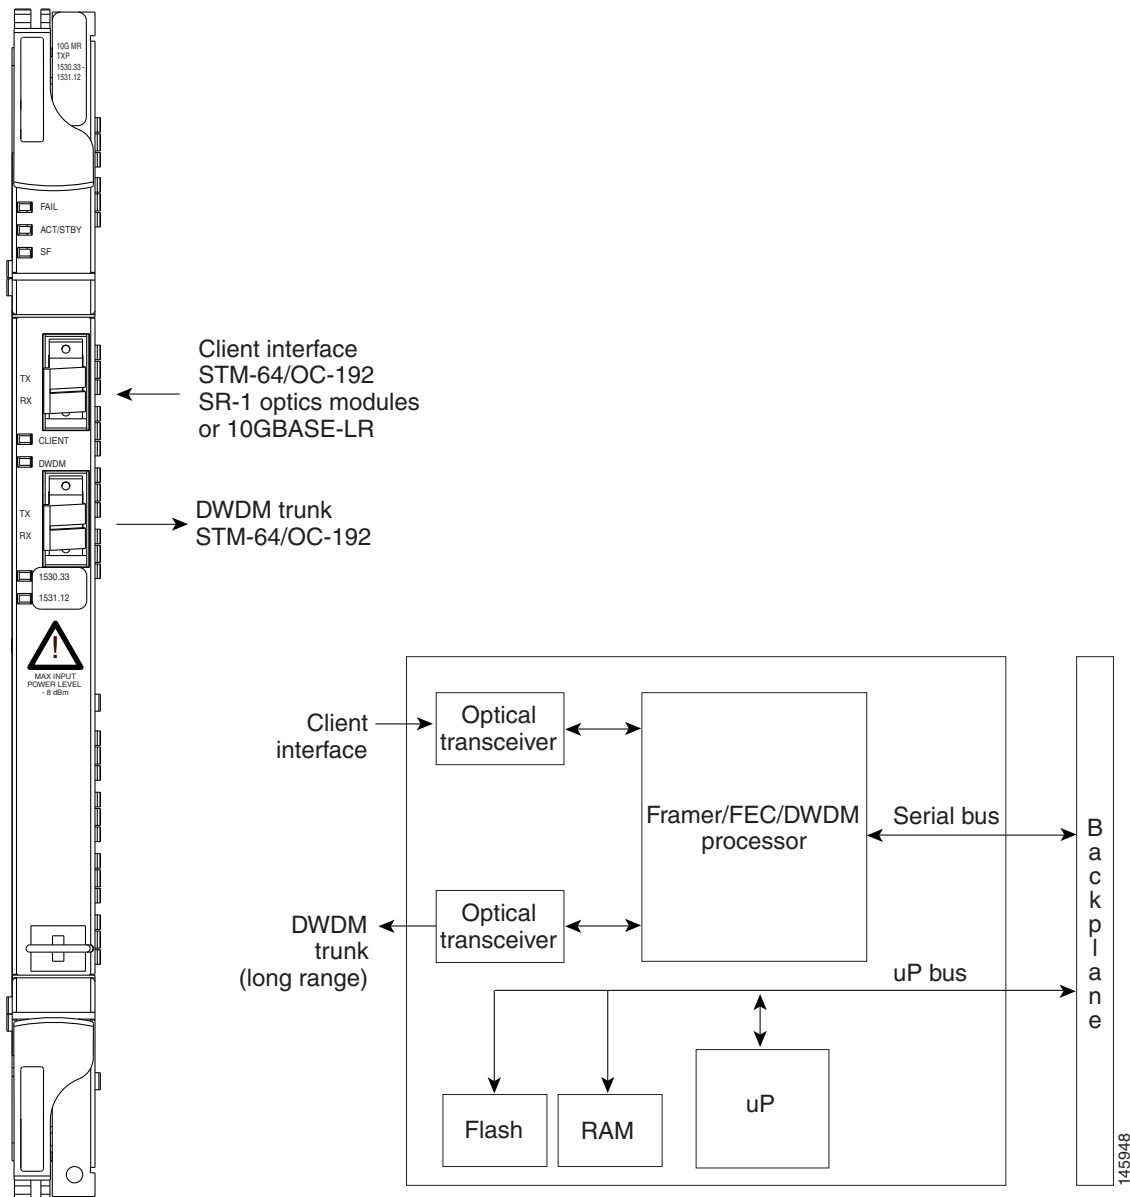 10G MR
TXP
1530.33 -
1531.12
FAIL
ACT/STBY
SF
TX
RX
CLIENT
DWDM
TX
RX
1530.33
1531.12
!
MAX INPUT
POWER LEVEL
- 8 dBm
Client interface
STM-64/OC-192
SR-1 optics modules
or 10GBASE-LR
DWDM trunk
STM-64/OC-192
Client
interface
Optical
transceiver
Framer/FEC/DWDM
processor
Serial bus
DWDM
trunk
(long range)
Optical
transceiver
uP bus
Flash
RAM
uP
Backplane
145948